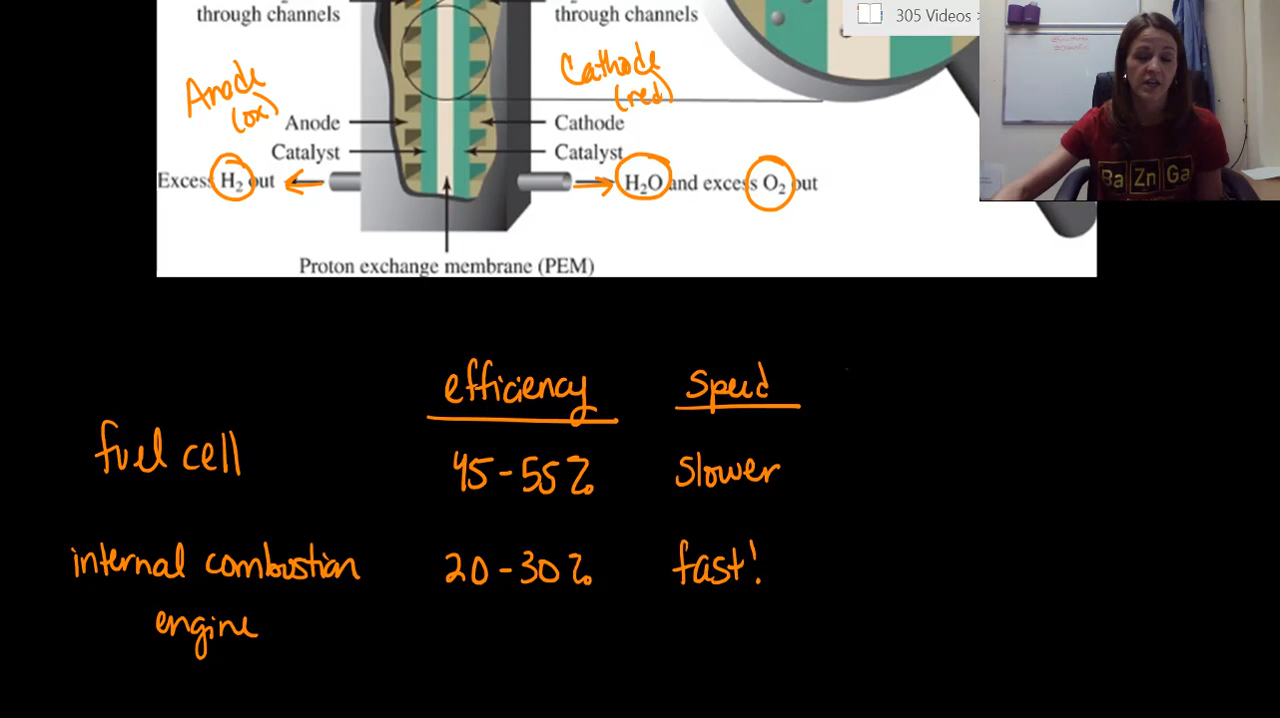 through channels
through channels
305 Videos >
Anode
(ox)
Cathode
(red)
Anode
Cathode
Catalyst
Catalyst
Excess H₂ out
H₂O and excess O₂ out
Proton exchange membrane (PEM)
Ba Zn Ga
efficiency speed
fuel cell 45-55% slower
internal combustion 20-30% fast!
engine